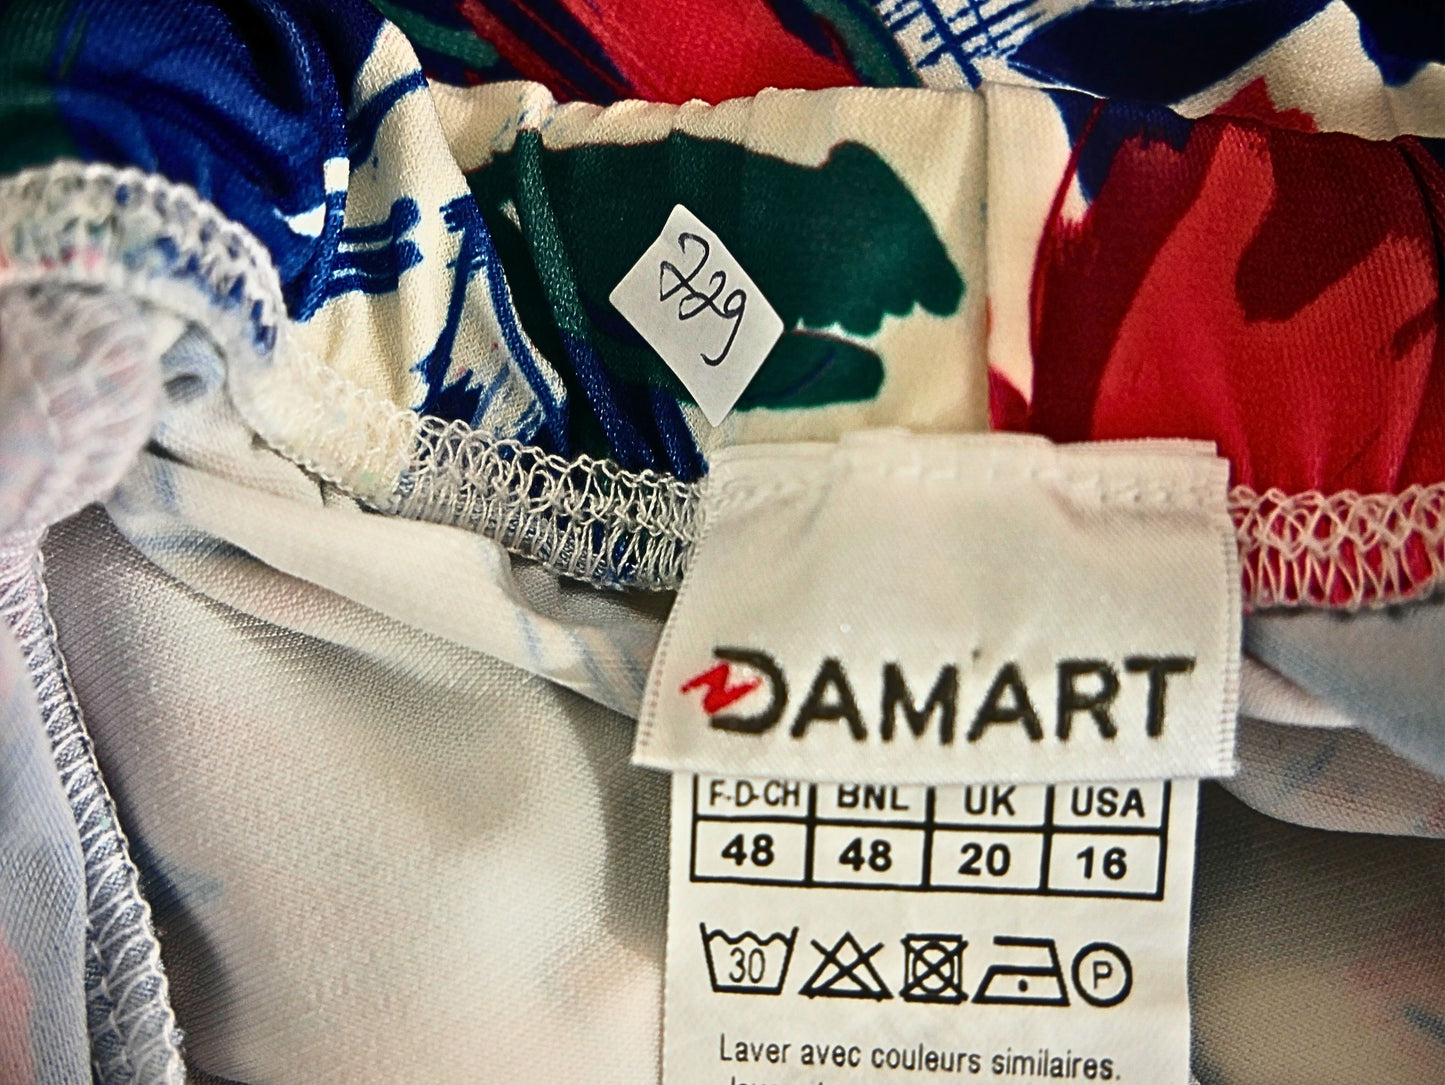 229
DAMART
F-D-CH BNL UK USA
48 48 20 16
30 P
Laver avec couleurs similaires.